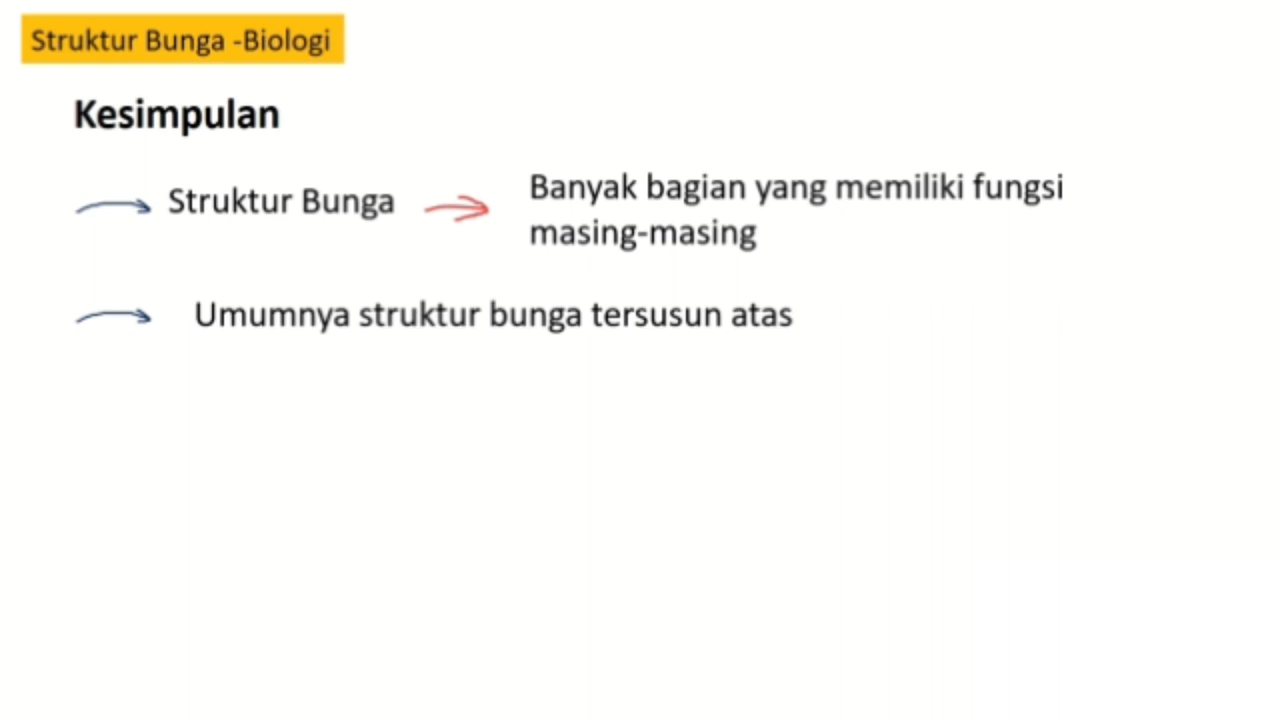 Struktur Bunga -Biologi
Kesimpulan
Struktur Bunga
Banyak bagian yang memiliki fungsi
masing-masing
Umumnya struktur bunga tersusun atas